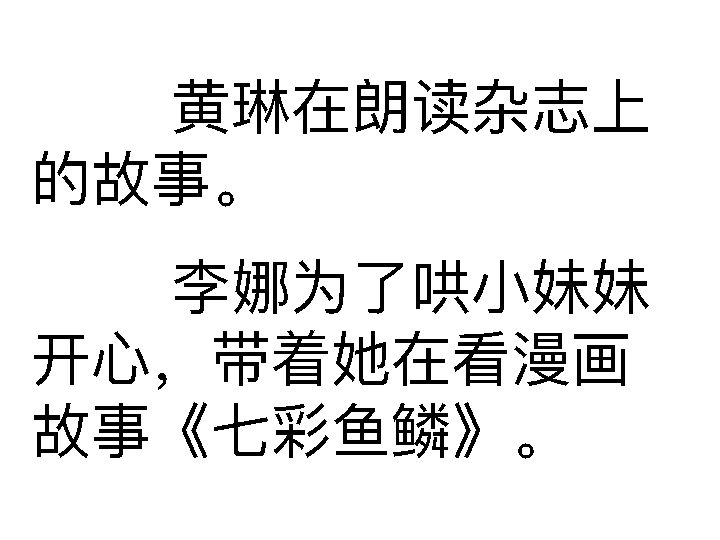 黄琳在朗读杂志上
的故事。
李娜为了哄小妹妹
开心，带着她在看漫画
故事《七彩鱼鳞》。